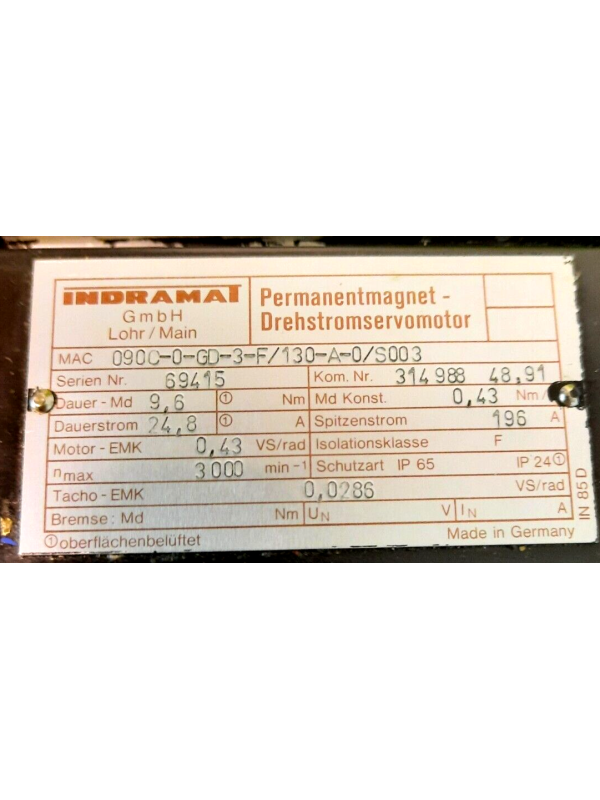 INDRAMAT
GmbH
Lohr / Main
Permanentmagnet -
Drehstromservomotor
MAC 090C-0-GD-3-F/130-A-0/S003
Serien Nr. 69415 Kom. Nr. 314988 48,91
Dauer - Md 9,6 ① Nm Md Konst. 0,43 Nm/
Dauerstrom 24,8 ① A Spitzenstrom 196 A
Motor - EMK 0,43 VS/rad Isolationsklasse F
nmax 3000 min-1 Schutzart IP 65 IP 24①
Tacho - EMK 0,0286 VS/rad
Bremse : Md Nm UN V IN A
①oberflächenbelüftet Made in Germany
IN 85 D